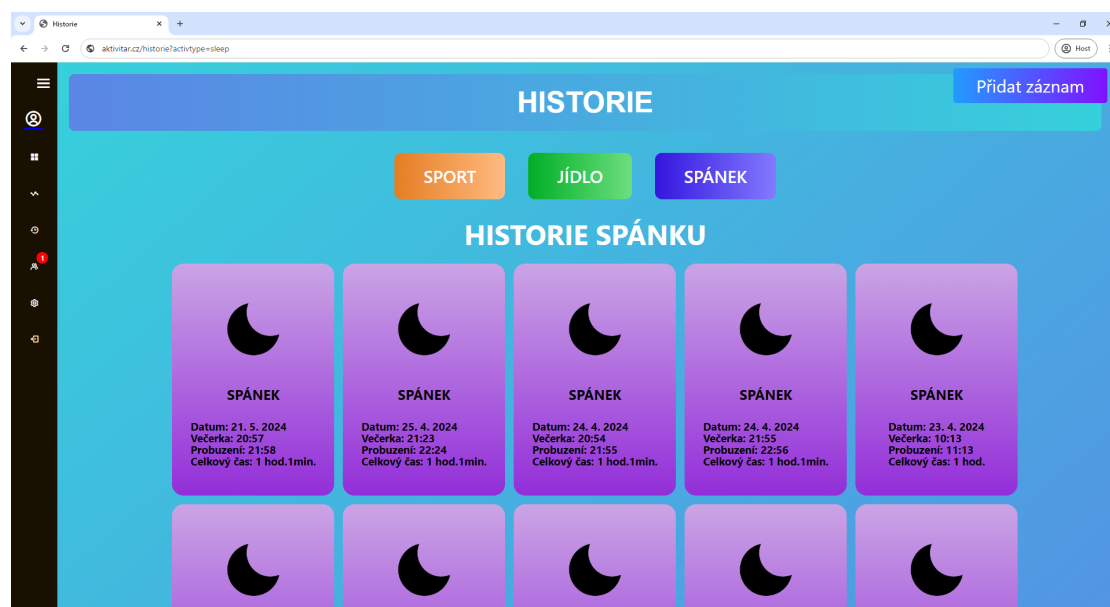 Historie
aktivitar.cz/historie?activtype=sleep
Host
Přidat záznam
HISTORIE
SPORT
JÍDLO
SPÁNEK
1
HISTORIE SPÁNKU
SPÁNEK
Datum: 21. 5. 2024
Večerka: 20:57
Probuzení: 21:58
Celkový čas: 1 hod.1min.
SPÁNEK
Datum: 25. 4. 2024
Večerka: 21:23
Probuzení: 22:24
Celkový čas: 1 hod.1min.
SPÁNEK
Datum: 24. 4. 2024
Večerka: 20:54
Probuzení: 21:55
Celkový čas: 1 hod.1min.
SPÁNEK
Datum: 24. 4. 2024
Večerka: 21:55
Probuzení: 22:56
Celkový čas: 1 hod.1min.
SPÁNEK
Datum: 23. 4. 2024
Večerka: 10:13
Probuzení: 11:13
Celkový čas: 1 hod.